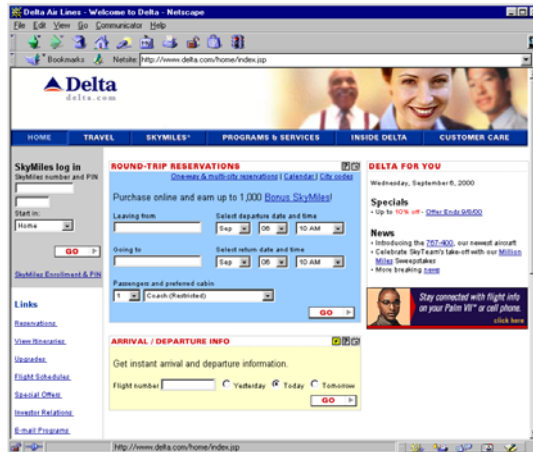 Delta Air Lines - Welcome to Delta - Netscape
File Edit View Go Communicator Help
Bookmarks Netsite: http://www.delta.com/home/index.jsp
Delta
delta.com
HOME TRAVEL SKYMILES® PROGRAMS & SERVICES INSIDE DELTA CUSTOMER CARE
SkyMiles log in
SkyMiles number and PIN
Start in:
Home
GO
SkyMiles Enrollment & PIN
Links
Reservations
View Itineraries
Upgrades
Flight Schedules
Special Offers
Investor Relations
E-mail Programs
ROUND-TRIP RESERVATIONS
One-way & multi-city reservations | Calendar | City codes
Purchase online and earn up to 1,000 Bonus SkyMiles!
Leaving from Select departure date and time
Sep 06 10 AM
Going to Select return date and time
Sep 06 10 AM
Passengers and preferred cabin
1 Coach (Restricted)
GO
ARRIVAL / DEPARTURE INFO
Get instant arrival and departure information.
Flight number Yesterday Today Tomorrow
GO
DELTA FOR YOU
Wednesday, September 6, 2000
Specials
• Up to 10% off - Offer Ends 9/8/00
News
• Introducing the 767-400, our newest aircraft
• Celebrate SkyTeam's take-off with our Million
Miles Sweepstakes
• More breaking news
Stay connected with flight info
on your Palm VII™ or cell phone.
click here
http://www.delta.com/home/index.jsp